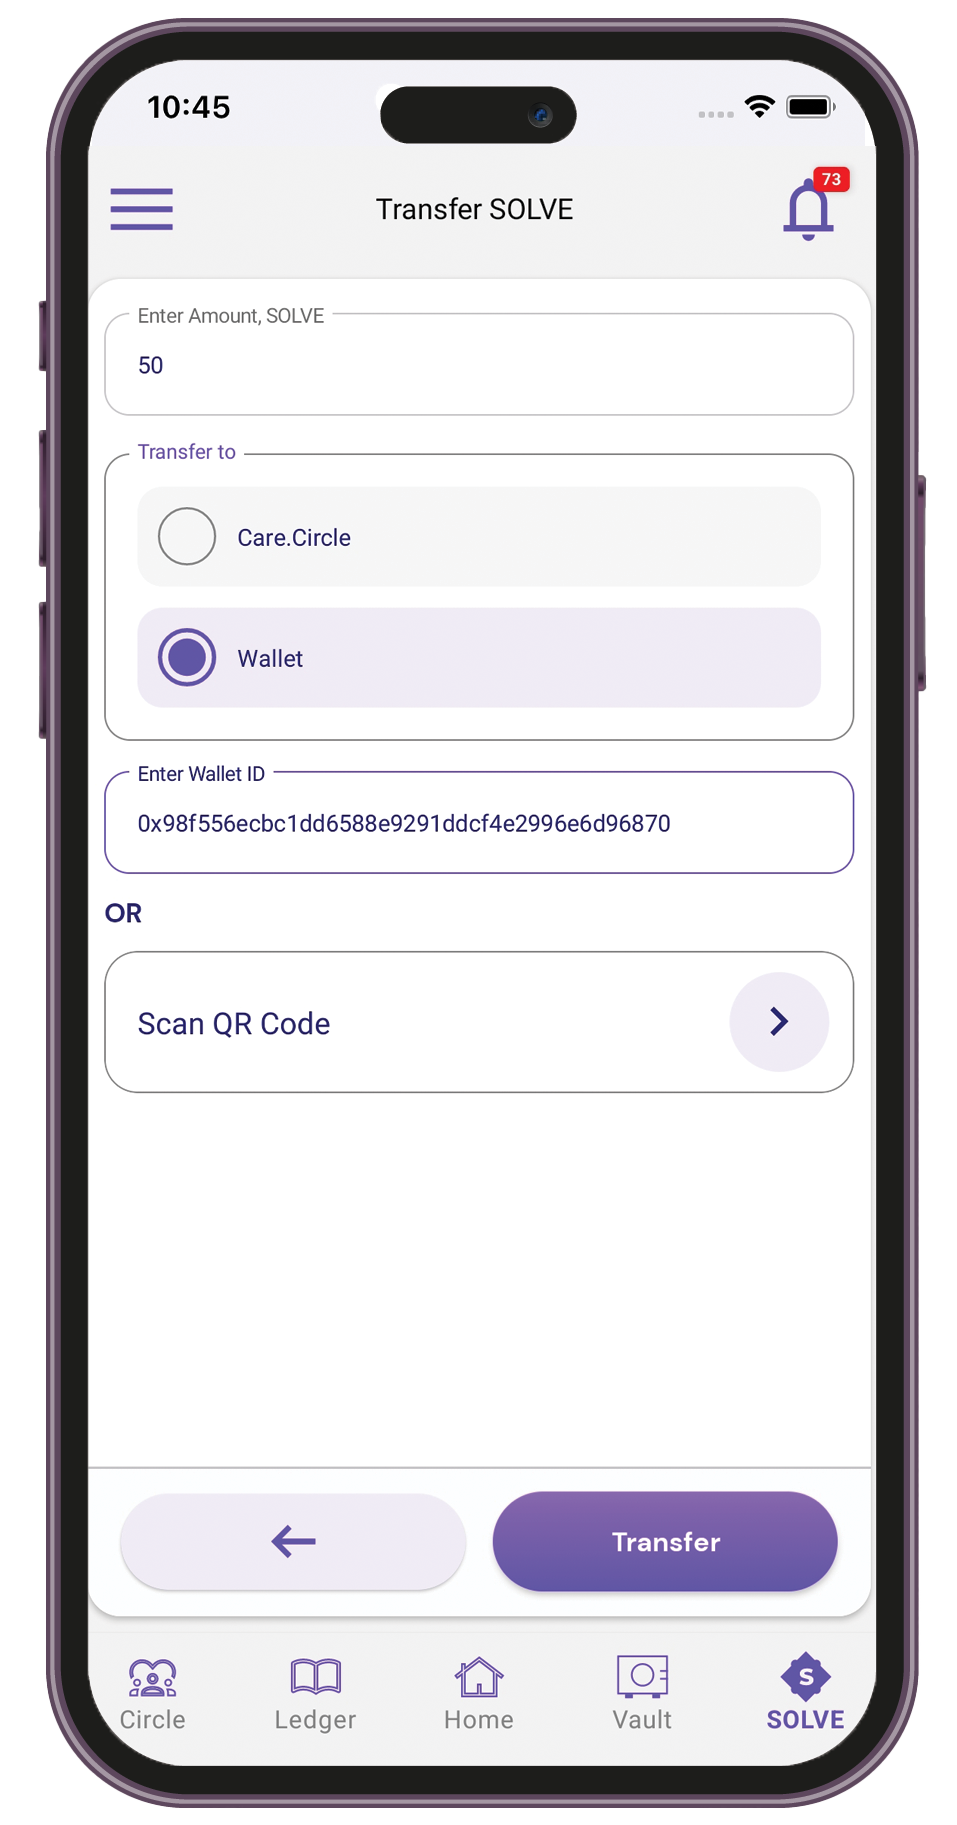 10:45
73
Transfer SOLVE
Enter Amount, SOLVE
50
Transfer to
Care.Circle
Wallet
Enter Wallet ID
0x98f556ecbc1dd6588e9291ddcf4e2996e6d96870
OR
Scan QR Code
Transfer
S
Circle Ledger Home Vault SOLVE